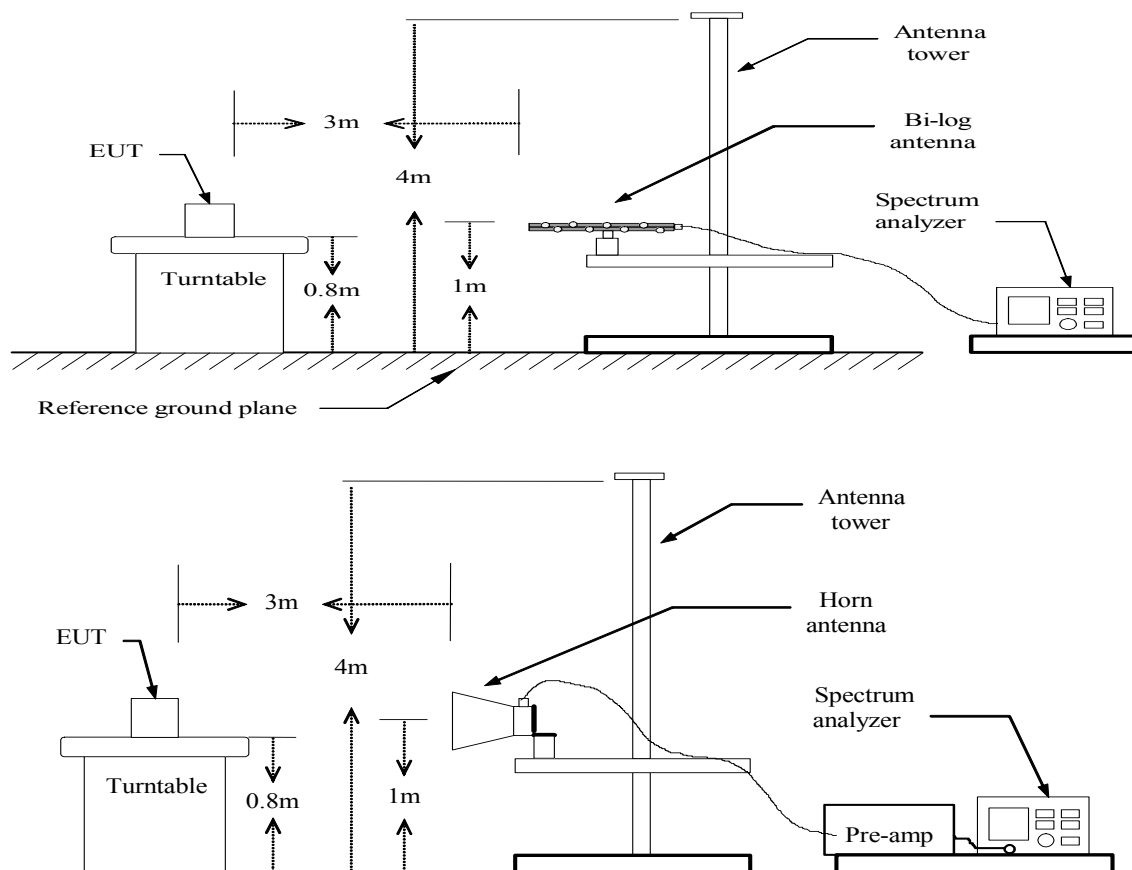 Antenna
tower
3m
Bi-log
antenna
EUT
4m
Spectrum
analyzer
Turntable
0.8m
1m
Reference ground plane
Antenna
tower
3m
Horn
antenna
EUT
4m
Spectrum
analyzer
Turntable
0.8m
1m
Pre-amp